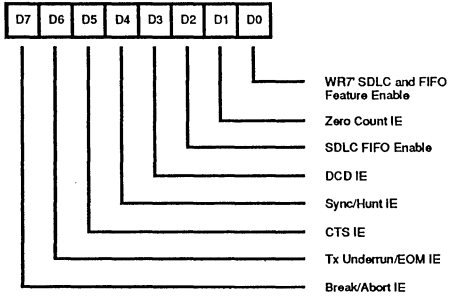 D7 D6 D5 D4 D3 D2 D1 D0
WR7' SDLC and FIFO
Feature Enable
Zero Count IE
SDLC FIFO Enable
DCD IE
Sync/Hunt IE
CTS IE
Tx Underrun/EOM IE
Break/Abort IE